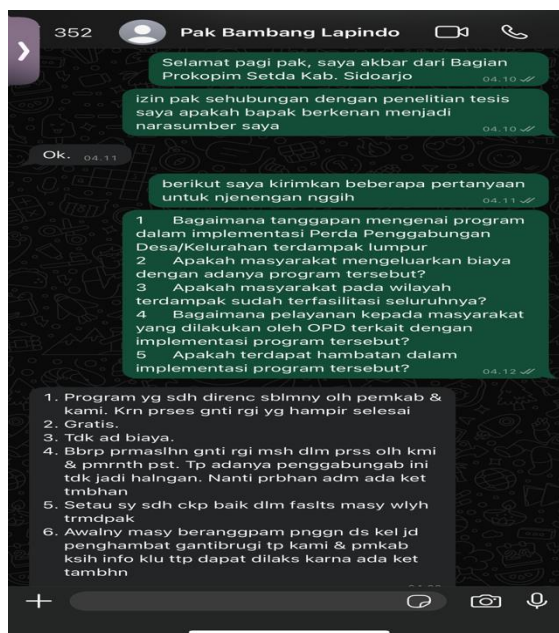 352 Pak Bambang Lapindo
Selamat pagi pak, saya akbar dari Bagian
Prokopim Setda Kab. Sidoarjo 04.10
izin pak sehubungan dengan penelitian tesis
saya apakah bapak berkenan menjadi
narasumber saya 04.10
Ok. 04.11
berikut saya kirimkan beberapa pertanyaan
untuk njenengan nggih 04.11
1 Bagaimana tanggapan mengenai program
dalam implementasi Perda Penggabungan
Desa/Kelurahan terdampak lumpur
2 Apakah masyarakat mengeluarkan biaya
dengan adanya program tersebut?
3 Apakah masyarakat pada wilayah
terdampak sudah terfasilitasi seluruhnya?
4 Bagaimana pelayanan kepada masyarakat
yang dilakukan oleh OPD terkait dengan
implementasi program tersebut?
5 Apakah terdapat hambatan dalam
implementasi program tersebut? 04.12
1. Program yg sdh direnc sblmny olh pemkab &
kami. Krn prses gnti rgi yg hampir selesai
2. Gratis.
3. Tdk ad biaya.
4. Bbrp prmaslhn gnti rgi msh dlm prss olh kmi
& pmrnth pst. Tp adanya penggabungab ini
tdk jadi halngan. Nanti prbhan adm ada ket
tmbhan
5. Setau sy sdh ckp baik dlm faslts masy wlyh
trmdpak
6. Awalny masy beranggpam pnggn ds kel jd
penghambat gantibrugi tp kami & pmkab
ksih info klu ttp dapat dilaks karna ada ket
tambhn